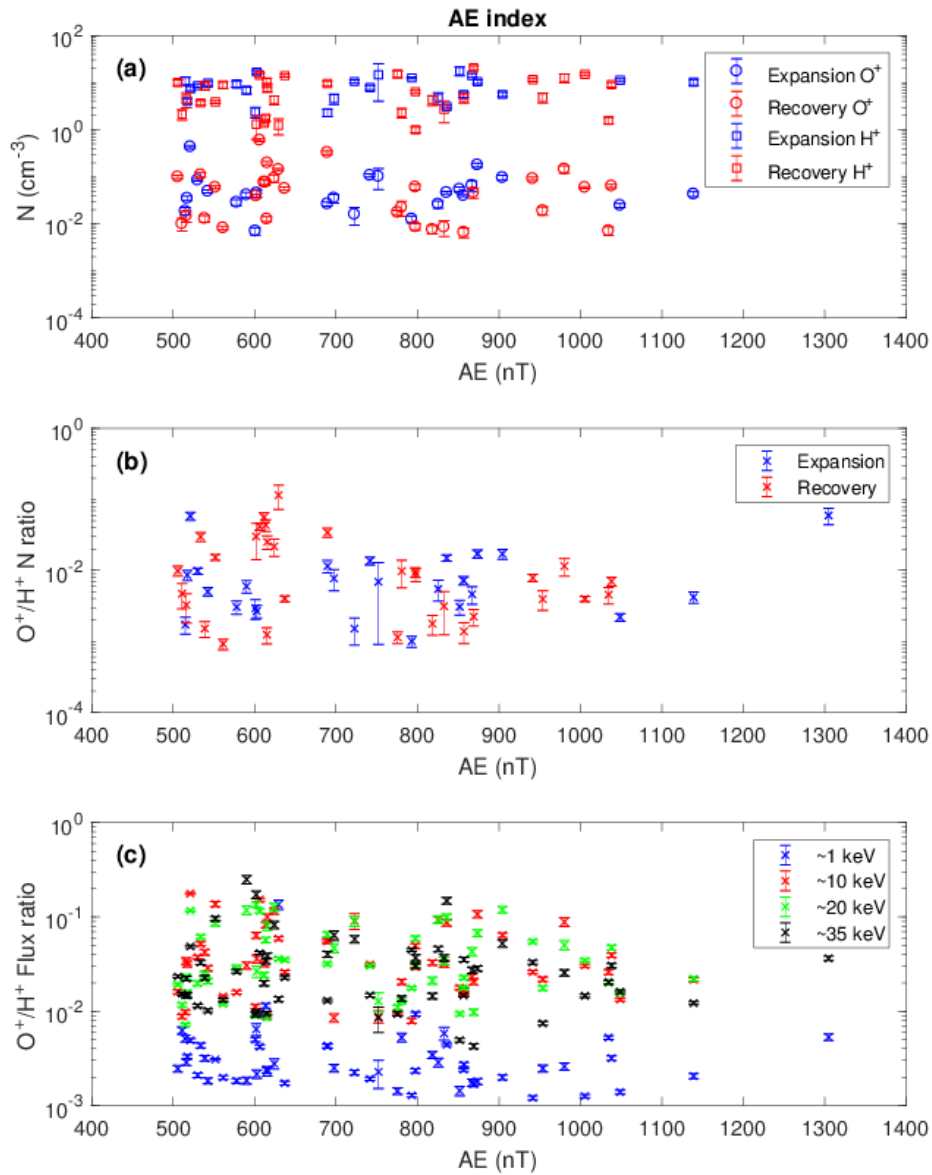 AE index
(a)
10²
10⁰
10⁻²
10⁻⁴
N (cm⁻³)
Expansion O⁺
Recovery O⁺
Expansion H⁺
Recovery H⁺
400 500 600 700 800 900 1000 1100 1200 1300 1400
AE (nT)
(b)
10⁰
10⁻²
10⁻⁴
O⁺/H⁺ N ratio
Expansion
Recovery
400 500 600 700 800 900 1000 1100 1200 1300 1400
AE (nT)
(c)
10⁰
10⁻¹
10⁻²
10⁻³
O⁺/H⁺ Flux ratio
~1 keV
~10 keV
~20 keV
~35 keV
400 500 600 700 800 900 1000 1100 1200 1300 1400
AE (nT)